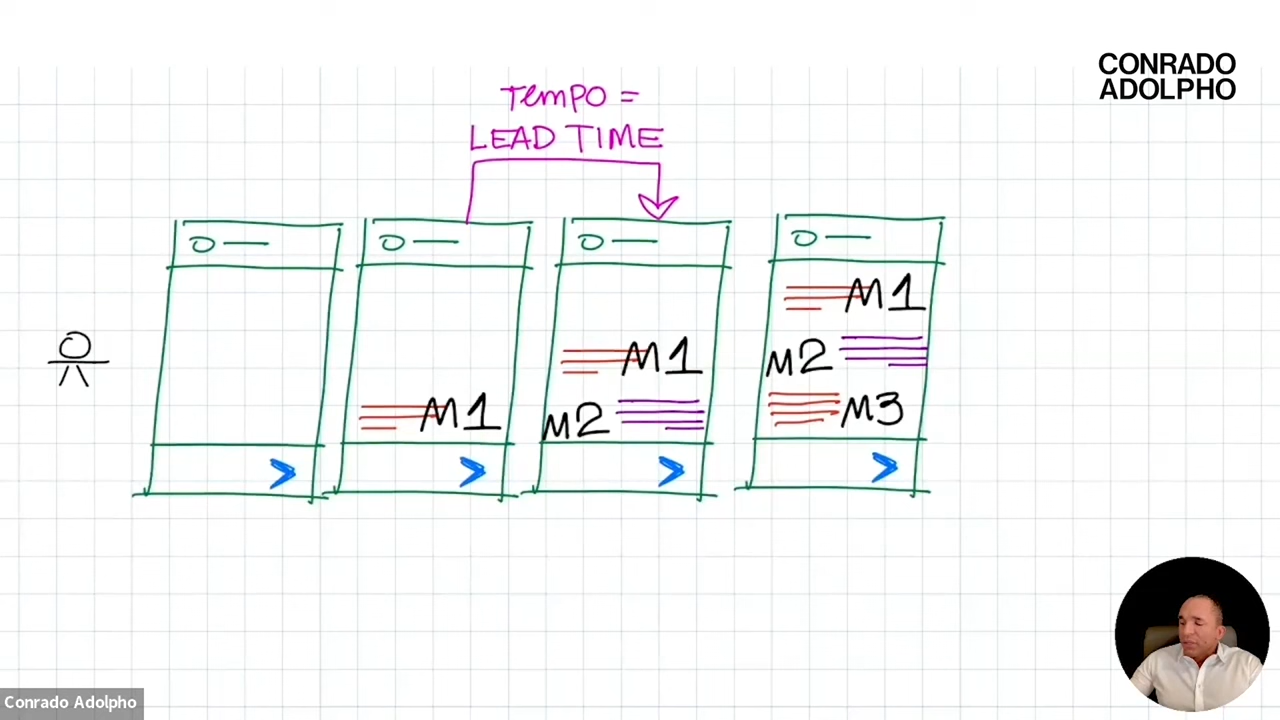 CONRADO
ADOLPHO
TEMPO =
LEAD TIME
M1
M1
M2
M1
M2
M3
Conrado Adolpho